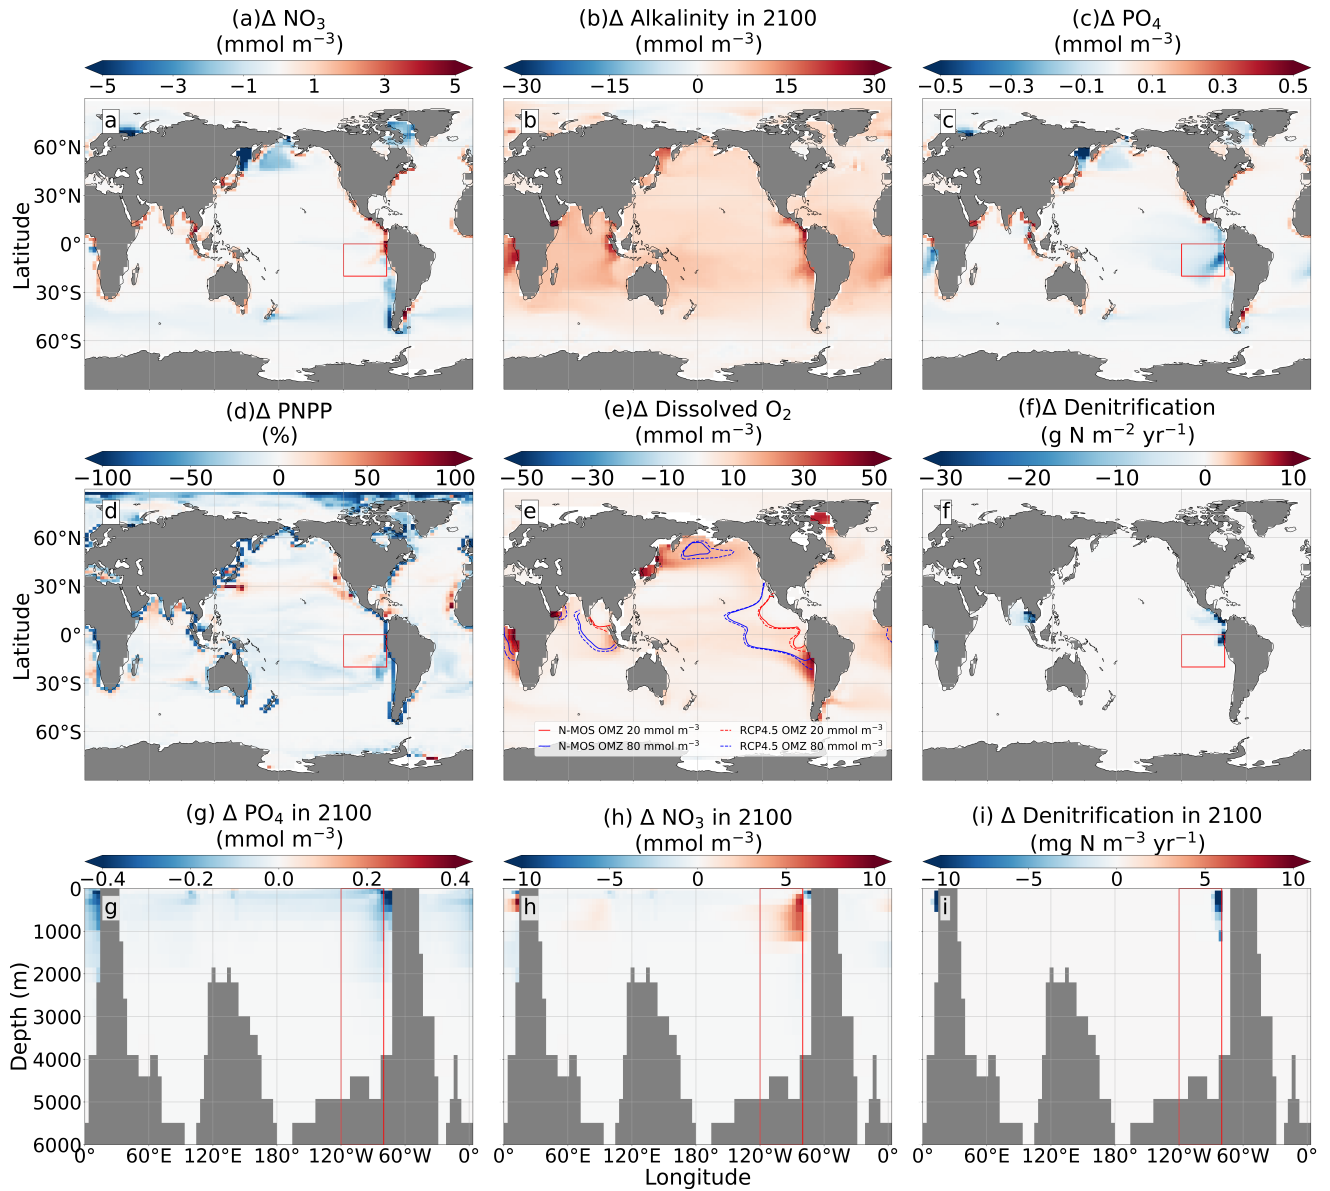 (a)Δ NO₃
(mmol m⁻³)
−5 −3 −1 1 3 5
(b)Δ Alkalinity in 2100
(mmol m⁻³)
−30 −15 0 15 30
(c)Δ PO₄
(mmol m⁻³)
−0.5 −0.3 −0.1 0.1 0.3 0.5
a
b
c
60°N
30°N
0°
30°S
60°S
Latitude
(d)Δ PNPP
(%)
−100 −50 0 50 100
(e)Δ Dissolved O₂
(mmol m⁻³)
−50 −30 −10 10 30 50
(f)Δ Denitrification
(g N m⁻² yr⁻¹)
−30 −20 −10 0 10
d
e
f
60°N
30°N
0°
30°S
60°S
Latitude
N-MOS OMZ 20 mmol m⁻³
N-MOS OMZ 80 mmol m⁻³
RCP4.5 OMZ 20 mmol m⁻³
RCP4.5 OMZ 80 mmol m⁻³
(g) Δ PO₄ in 2100
(mmol m⁻³)
−0.4 −0.2 0.0 0.2 0.4
(h) Δ NO₃ in 2100
(mmol m⁻³)
−10 −5 0 5 10
(i) Δ Denitrification in 2100
(mg N m⁻³ yr⁻¹)
−10 −5 0 5 10
g
h
i
0
1000
2000
3000
4000
5000
6000
Depth (m)
0° 60°E 120°E 180° 120°W 60°W 0°
0° 60°E 120°E 180° 120°W 60°W 0°
0° 60°E 120°E 180° 120°W 60°W 0°
Longitude